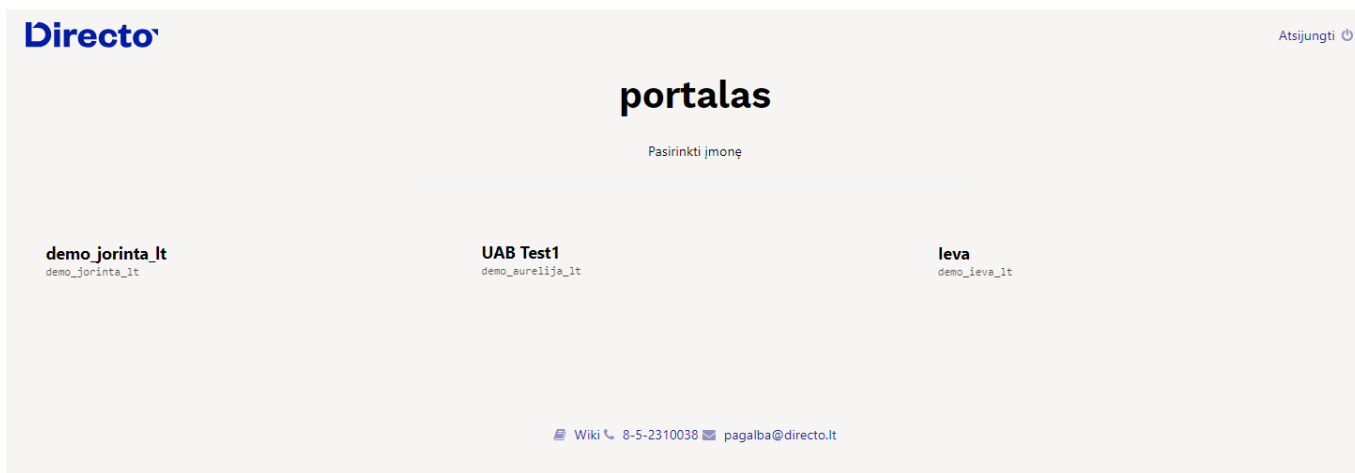 Directo
Atsijungti
portalas
Pasirinkti įmonę
demo_jorinta_lt
demo_jorinta_lt
UAB Test1
demo_aurelija_lt
Ieva
demo_ieva_lt
Wiki 8-5-2310038 pagalba@directo.lt